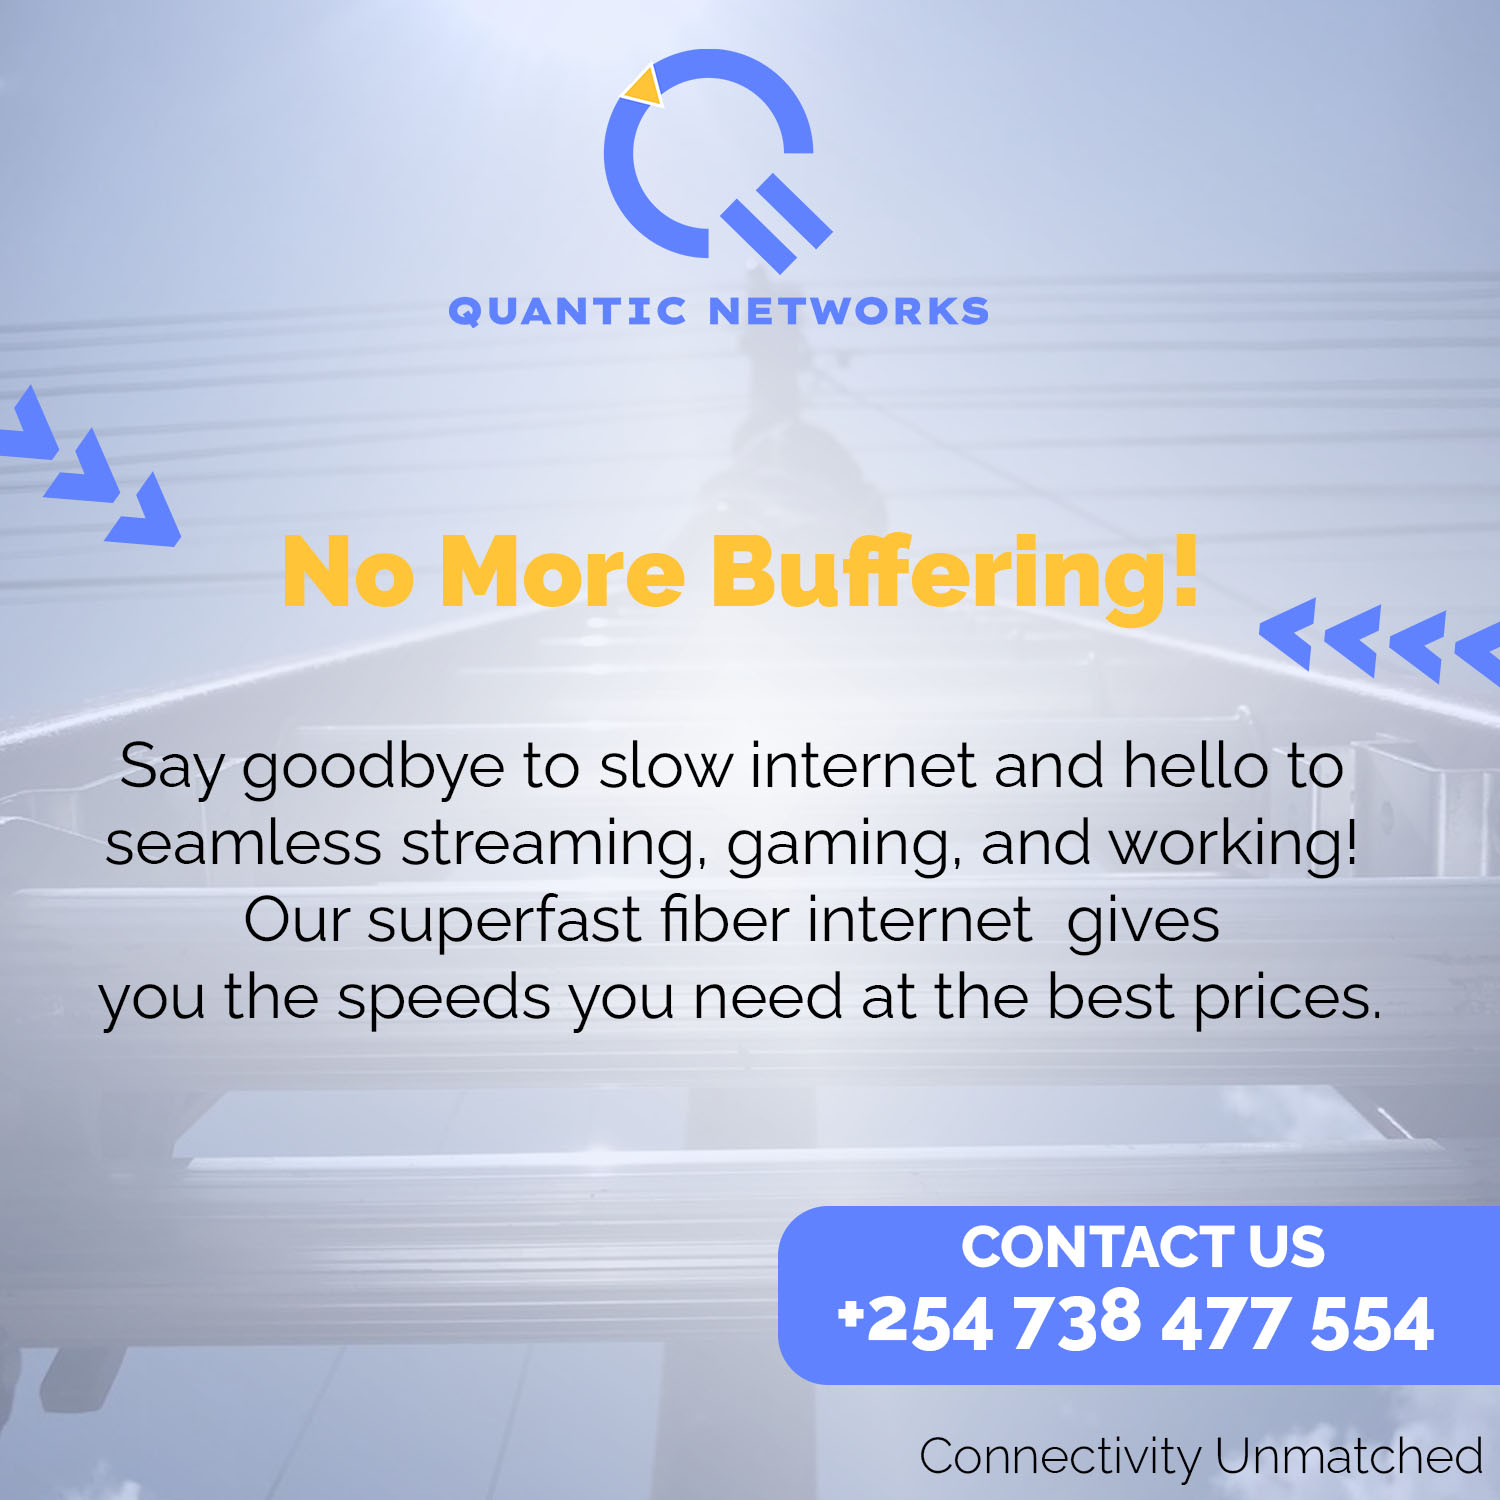 QUANTIC NETWORKS
No More Buffering!
Say goodbye to slow internet and hello to
seamless streaming, gaming, and working!
Our superfast fiber internet  gives
you the speeds you need at the best prices.
CONTACT US
+254 738 477 554
Connectivity Unmatched